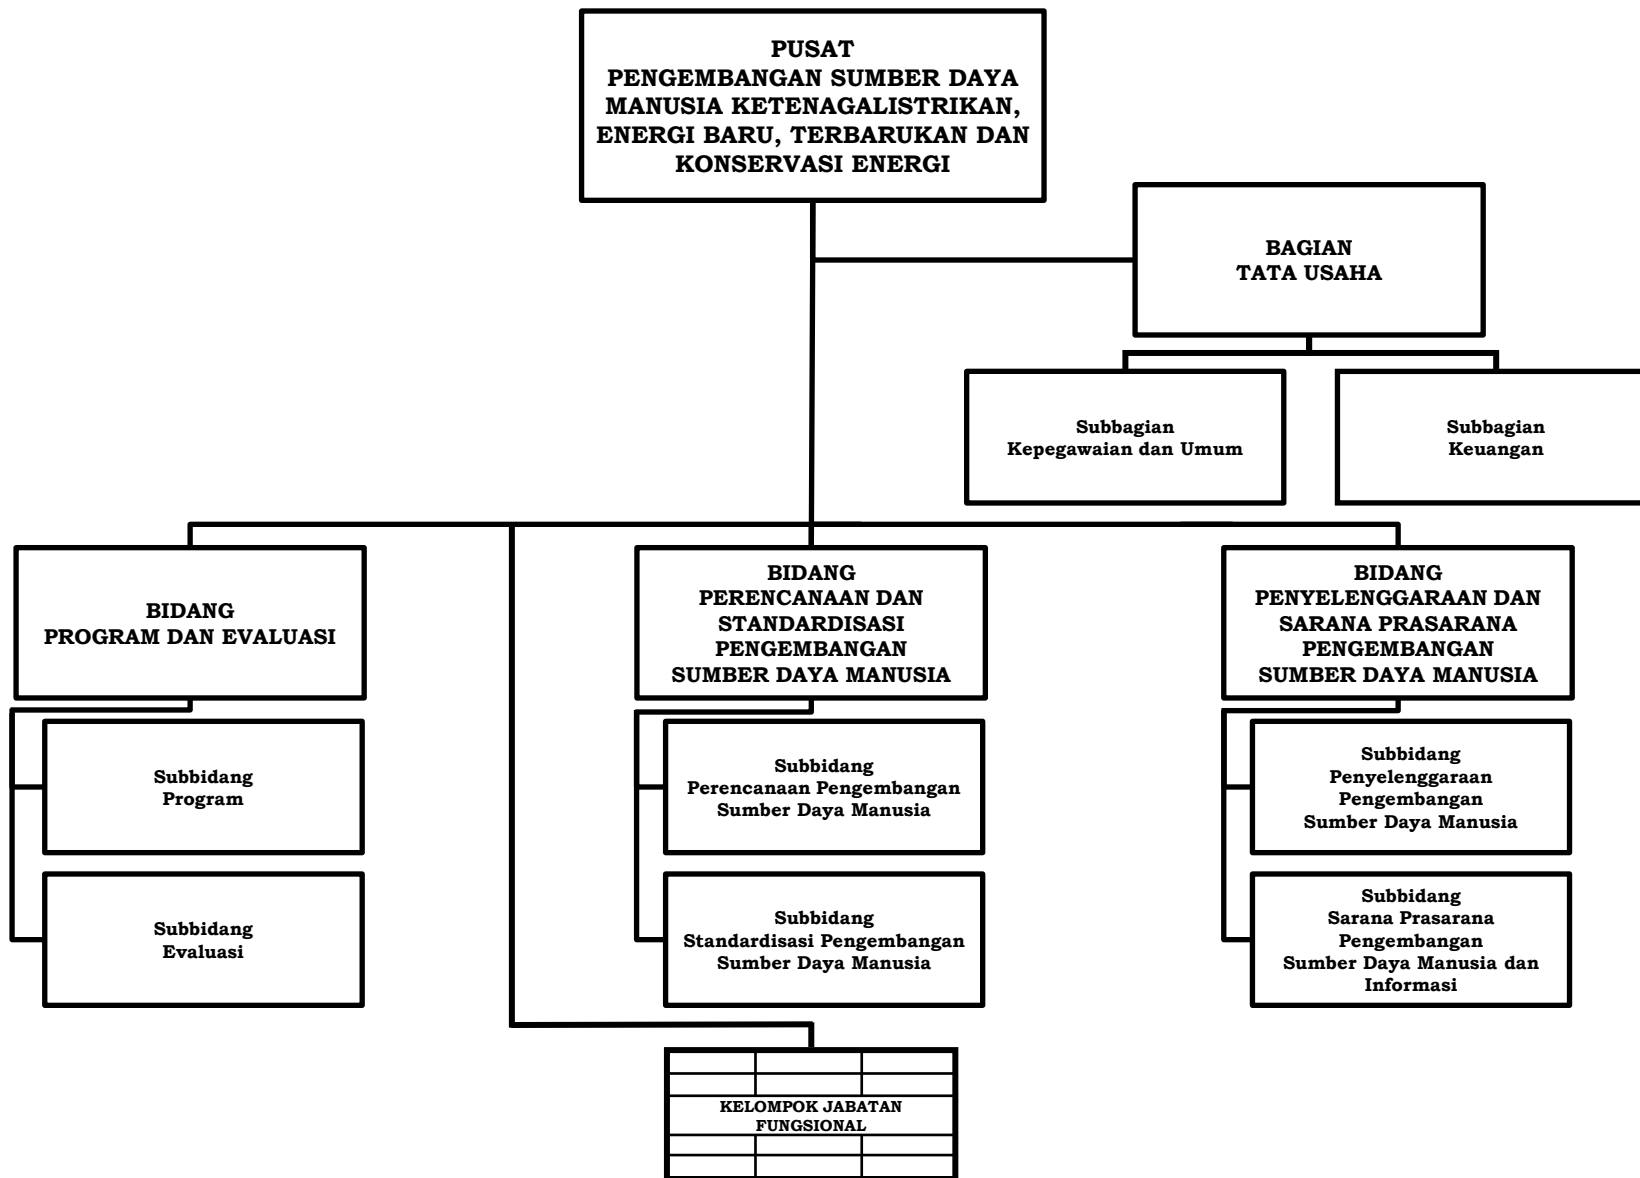 PUSAT
PENGEMBANGAN SUMBER DAYA
MANUSIA KETENAGALISTRIKAN,
ENERGI BARU, TERBARUKAN DAN
KONSERVASI ENERGI
BAGIAN
TATA USAHA
Subbagian
Kepegawaian dan Umum
Subbagian
Keuangan
BIDANG
PROGRAM DAN EVALUASI
Subbidang
Program
Subbidang
Evaluasi
BIDANG
PERENCANAAN DAN
STANDARDISASI
PENGEMBANGAN
SUMBER DAYA MANUSIA
Subbidang
Perencanaan Pengembangan
Sumber Daya Manusia
Subbidang
Standardisasi Pengembangan
Sumber Daya Manusia
BIDANG
PENYELENGGARAAN DAN
SARANA PRASARANA
PENGEMBANGAN
SUMBER DAYA MANUSIA
Subbidang
Penyelenggaraan
Pengembangan
Sumber Daya Manusia
Subbidang
Sarana Prasarana
Pengembangan
Sumber Daya Manusia dan
Informasi
KELOMPOK JABATAN
FUNGSIONAL